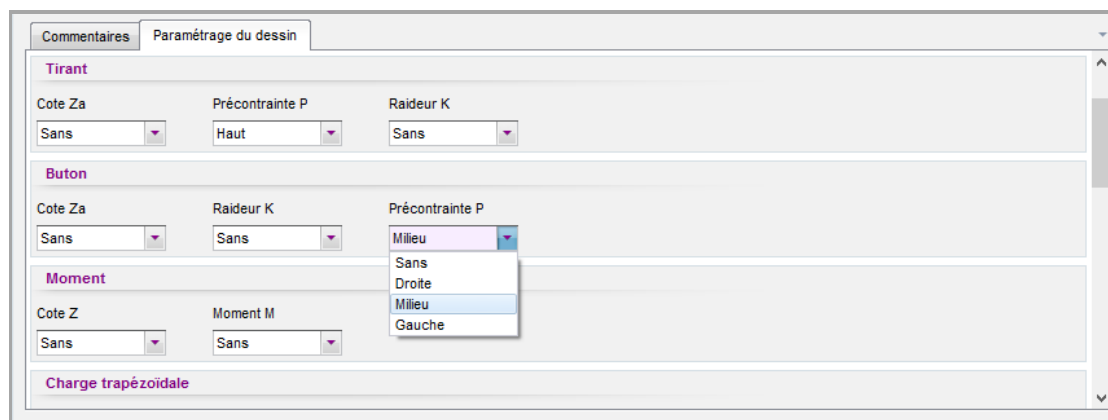 Commentaires Paramétrage du dessin
Tirant
Cote Za Précontrainte P Raideur K
Sans Haut Sans
Buton
Cote Za Raideur K Précontrainte P
Sans Sans Milieu
Sans
Droite
Milieu
Gauche
Moment
Cote Z Moment M
Sans Sans
Charge trapézoïdale